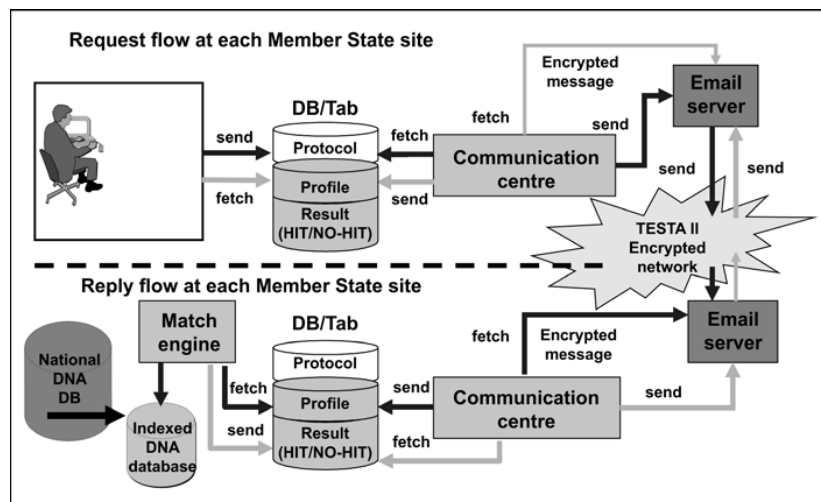 Request flow at each Member State site
Encrypted
message
Email
server
DB/Tab
send
fetch
fetch
send
Protocol
Communication
centre
send
send
fetch
Profile
send
Result
(HIT/NO-HIT)
TESTA II
Encrypted
network
Reply flow at each Member State site
Match
engine
DB/Tab
fetch
Encrypted
message
Email
server
National
DNA
DB
Protocol
fetch
send
Profile
Communication
centre
send
Indexed
DNA
database
send
Result
(HIT/NO-HIT)
fetch